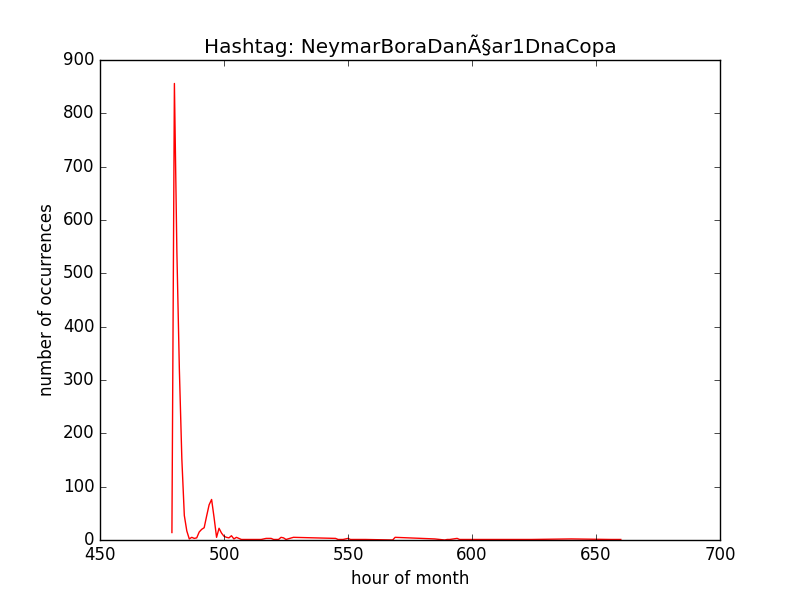 Hashtag: NeymarBoraDanÃ§ar1DnaCopa
900
800
700
600
500
400
300
200
100
0
number of occurrences
450 500 550 600 650 700
hour of month